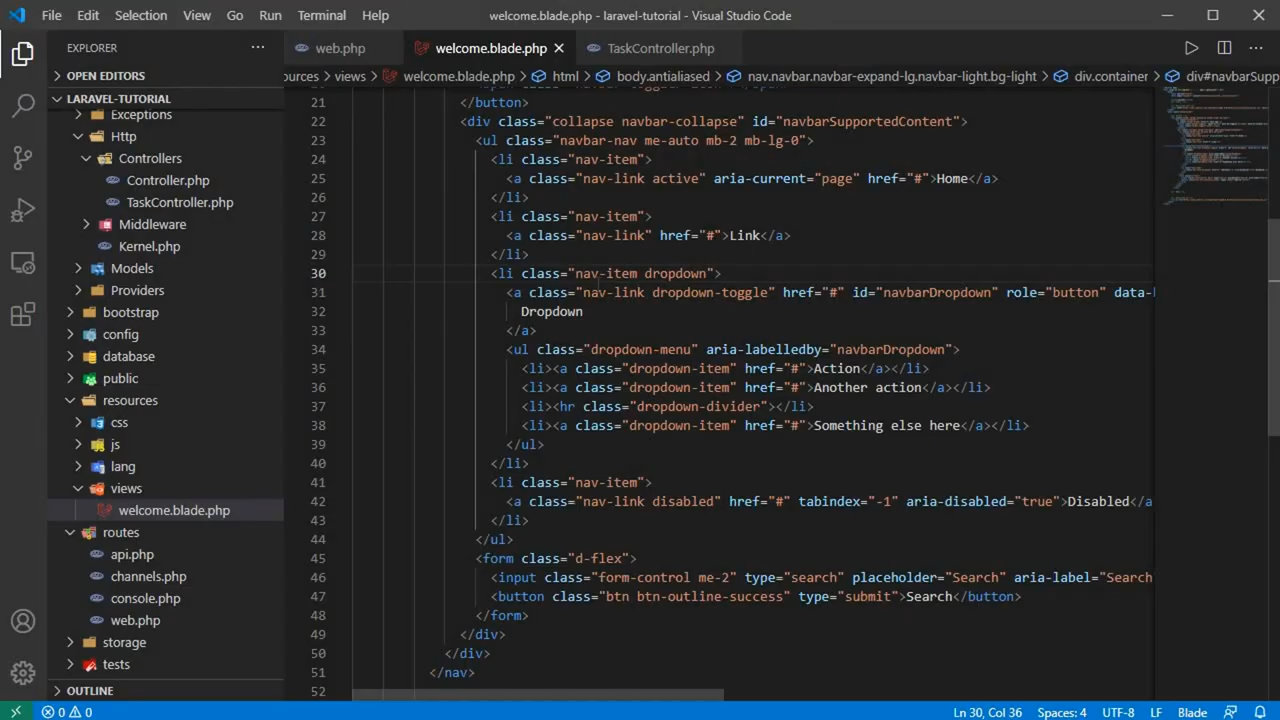 File Edit Selection View Go Run Terminal Help
welcome.blade.php - laravel-tutorial - Visual Studio Code
EXPLORER
web.php
welcome.blade.php
TaskController.php
OPEN EDITORS
LARAVEL-TUTORIAL
Exceptions
Http
Controllers
Controller.php
TaskController.php
Middleware
Kernel.php
Models
Providers
bootstrap
config
database
public
resources
css
js
lang
views
welcome.blade.php
routes
api.php
channels.php
console.php
web.php
storage
tests
OUTLINE
ources > views > welcome.blade.php > html > body.antialiased > nav.navbar.navbar-expand-lg.navbar-light.bg-light > div.container > div#navbarSup
21 </button>
22 <div class="collapse navbar-collapse" id="navbarSupportedContent">
23 <ul class="navbar-nav me-auto mb-2 mb-lg-0">
24 <li class="nav-item">
25 <a class="nav-link active" aria-current="page" href="#">Home</a>
26 </li>
27 <li class="nav-item">
28 <a class="nav-link" href="#">Link</a>
29 </li>
30 <li class="nav-item dropdown">
31 <a class="nav-link dropdown-toggle" href="#" id="navbarDropdown" role="button" data-
32 Dropdown
33 </a>
34 <ul class="dropdown-menu" aria-labelledby="navbarDropdown">
35 <li><a class="dropdown-item" href="#">Action</a></li>
36 <li><a class="dropdown-item" href="#">Another action</a></li>
37 <li><hr class="dropdown-divider"></li>
38 <li><a class="dropdown-item" href="#">Something else here</a></li>
39 </ul>
40 </li>
41 <li class="nav-item">
42 <a class="nav-link disabled" href="#" tabindex="-1" aria-disabled="true">Disabled</a
43 </li>
44 </ul>
45 <form class="d-flex">
46 <input class="form-control me-2" type="search" placeholder="Search" aria-label="Search
47 <button class="btn btn-outline-success" type="submit">Search</button>
48 </form>
49 </div>
50 </div>
51 </nav>
52
0 0
Ln 30, Col 36 Spaces: 4 UTF-8 LF Blade